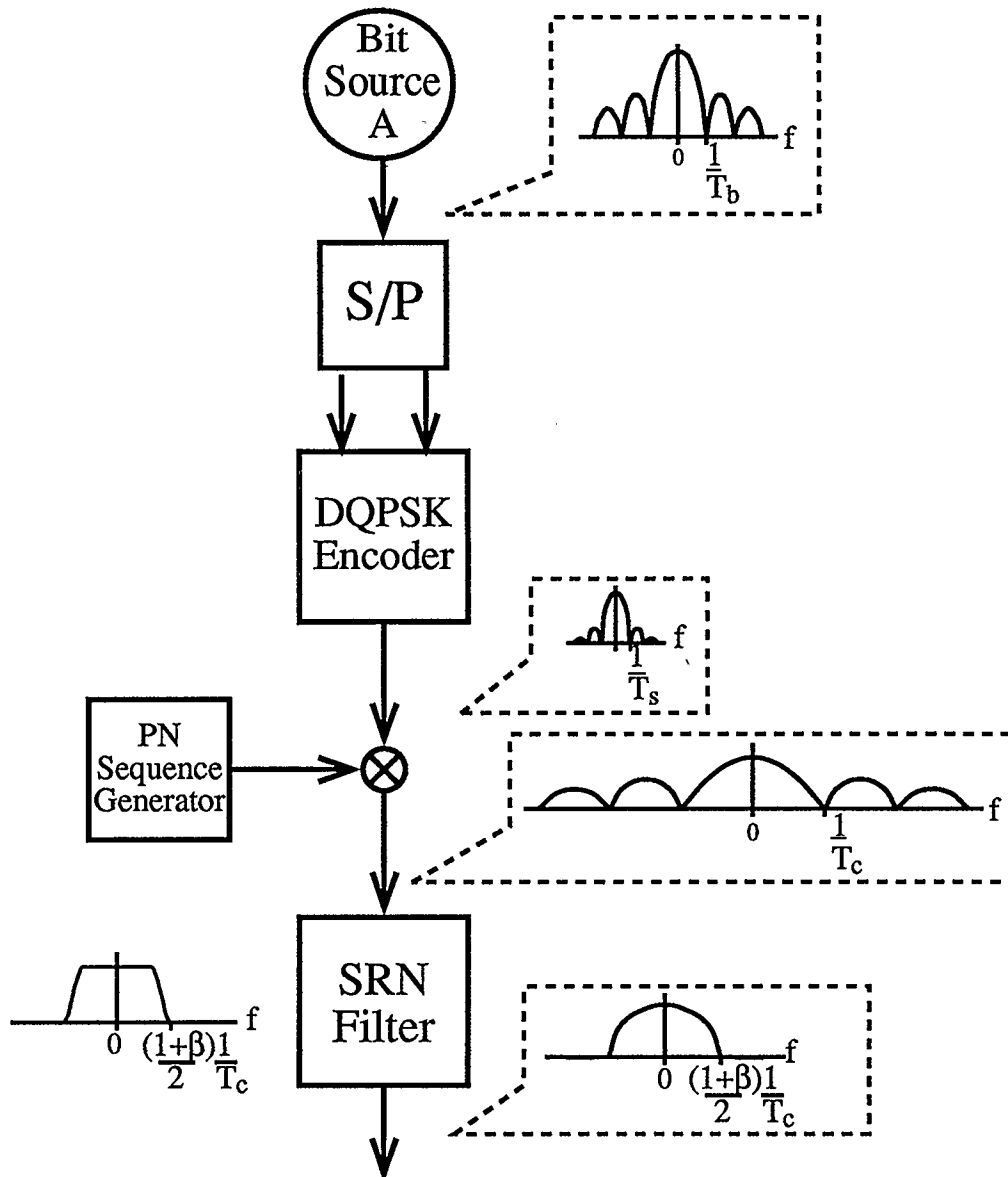 Bit
Source
A
f
0
1
T_b
S/P
DQPSK
Encoder
f
1
T_s
PN
Sequence
Generator
f
0
1
T_c
SRN
Filter
f
0
(1+β) 1
2 T_c
f
0
(1+β) 1
2 T_c